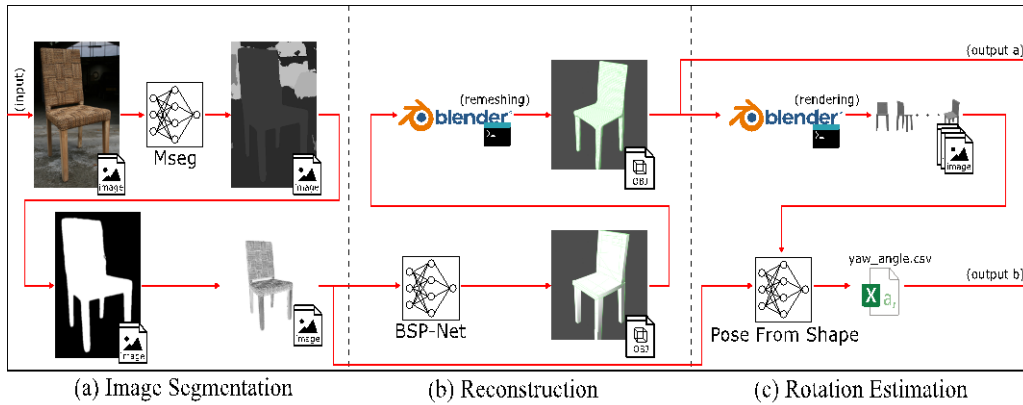 (input)
image
Mseg
image
image
image
(a) Image Segmentation
blender
(remeshing)
OBJ
BSP-Net
OBJ
(b) Reconstruction
(output a)
blender
(rendering)
image
Pose From Shape
yaw_angle.csv
X a,
(output b)
(c) Rotation Estimation